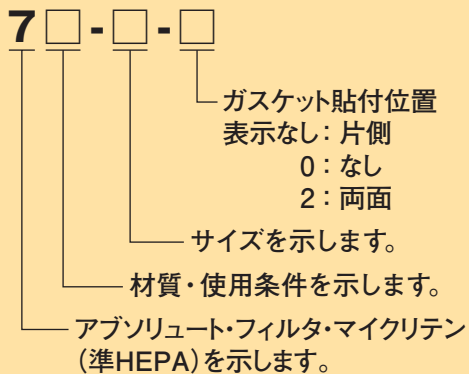 7□-□-□
ガスケット貼付位置
表示なし：片側
0：なし
2：両面
サイズを示します。
材質・使用条件を示します。
アブソリュート・フィルタ・マイクリテン
（準HEPA）を示します。